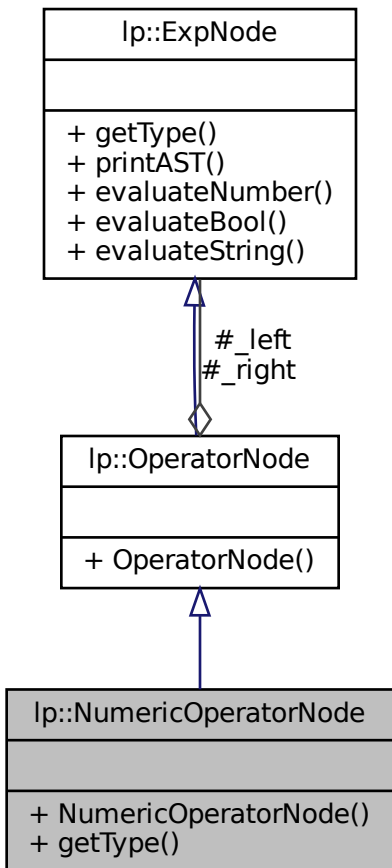 lp::ExpNode
+ getType()
+ printAST()
+ evaluateNumber()
+ evaluateBool()
+ evaluateString()
#_left
#_right
lp::OperatorNode
+ OperatorNode()
lp::NumericOperatorNode
+ NumericOperatorNode()
+ getType()